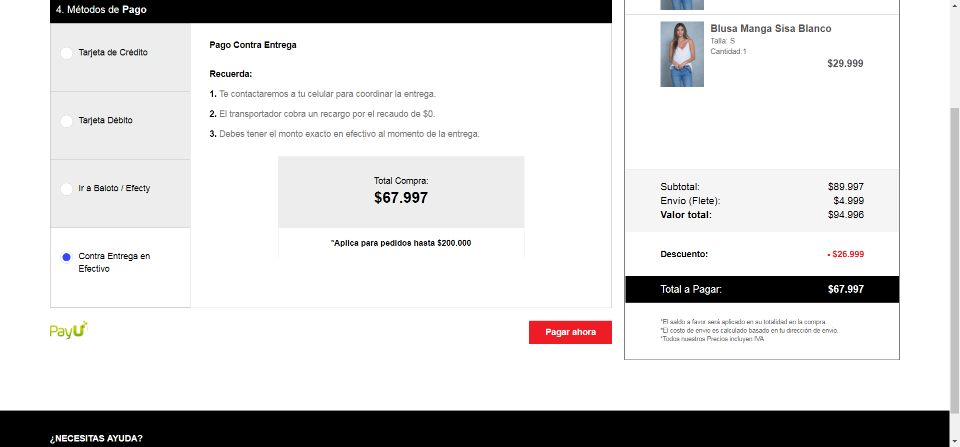 4. Métodos de Pago
Tarjeta de Crédito
Tarjeta Débito
Ir a Baloto / Efecty
Contra Entrega en
Efectivo
Pago Contra Entrega
Recuerda:
1. Te contactaremos a tu celular para coordinar la entrega.
2. El transportador cobra un recargo por el recaudo de $0.
3. Debes tener el monto exacto en efectivo al momento de la entrega.
Total Compra:
$67.997
*Aplica para pedidos hasta $200.000
PayU
Pagar ahora
Blusa Manga Sisa Blanco
Talla: S
Cantidad:1
$29.999
Subtotal: $89.997
Envío (Flete): $4.999
Valor total: $94.996
Descuento: - $26.999
Total a Pagar: $67.997
*El saldo a favor será aplicado en su totalidad en la compra
*El costo de envio es calculado basado en tu dirección de envio.
*Todos nuestros Precios incluyen IVA
¿NECESITAS AYUDA?